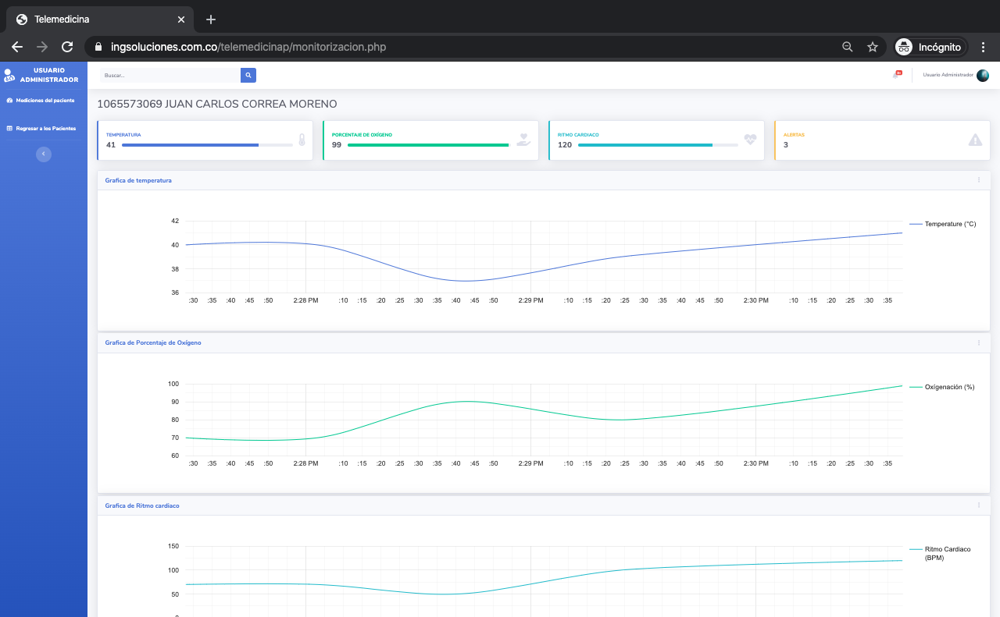 Telemedicina
ingsoluciones.com.co/telemedicinap/monitorizacion.php
Incógnito
USUARIO
ADMINISTRADOR
Mediciones del paciente
Regresar a los Pacientes
Buscar...
3+
Usuario Administrador
1065573069 JUAN CARLOS CORREA MORENO
TEMPERATURA
41
PORCENTAJE DE OXÍGENO
99
RITMO CARDIACO
120
ALERTAS
3
Grafica de temperatura
42
40
38
36
:30 :35 :40 :45 :50 2:28 PM :10 :15 :20 :25 :30 :35 :40 :45 :50 2:29 PM :10 :15 :20 :25 :30 :35 :40 :45 :50 2:30 PM :10 :15 :20 :25 :30 :35
Temperature (°C)
Grafica de Porcentaje de Oxígeno
100
90
80
70
60
:30 :35 :40 :45 :50 2:28 PM :10 :15 :20 :25 :30 :35 :40 :45 :50 2:29 PM :10 :15 :20 :25 :30 :35 :40 :45 :50 2:30 PM :10 :15 :20 :25 :30 :35
Oxígenación (%)
Grafica de Ritmo cardiaco
150
100
50
Ritmo Cardiaco
(BPM)